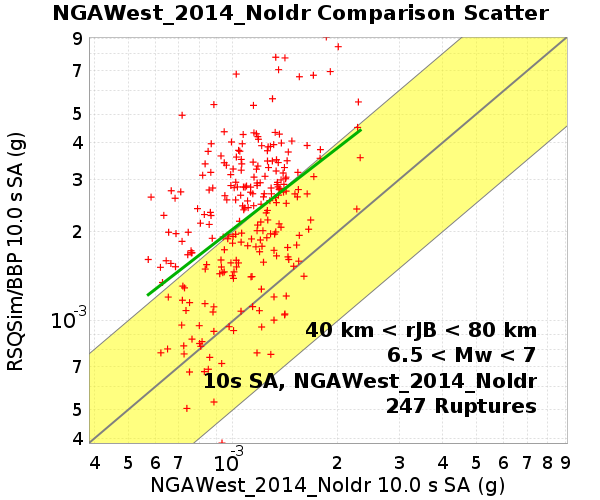 NGAWest_2014_NoIdr Comparison Scatter
RSQSim/BBP 10.0 s SA (g)
9
7
5
4
3
2
10-3
7
5
4
40 km < rJB < 80 km
6.5 < Mw < 7
10s SA, NGAWest_2014_NoIdr
247 Ruptures
4 5 6 7 10-3 2 3 4 5 6 7 8 9
NGAWest_2014_NoIdr 10.0 s SA (g)